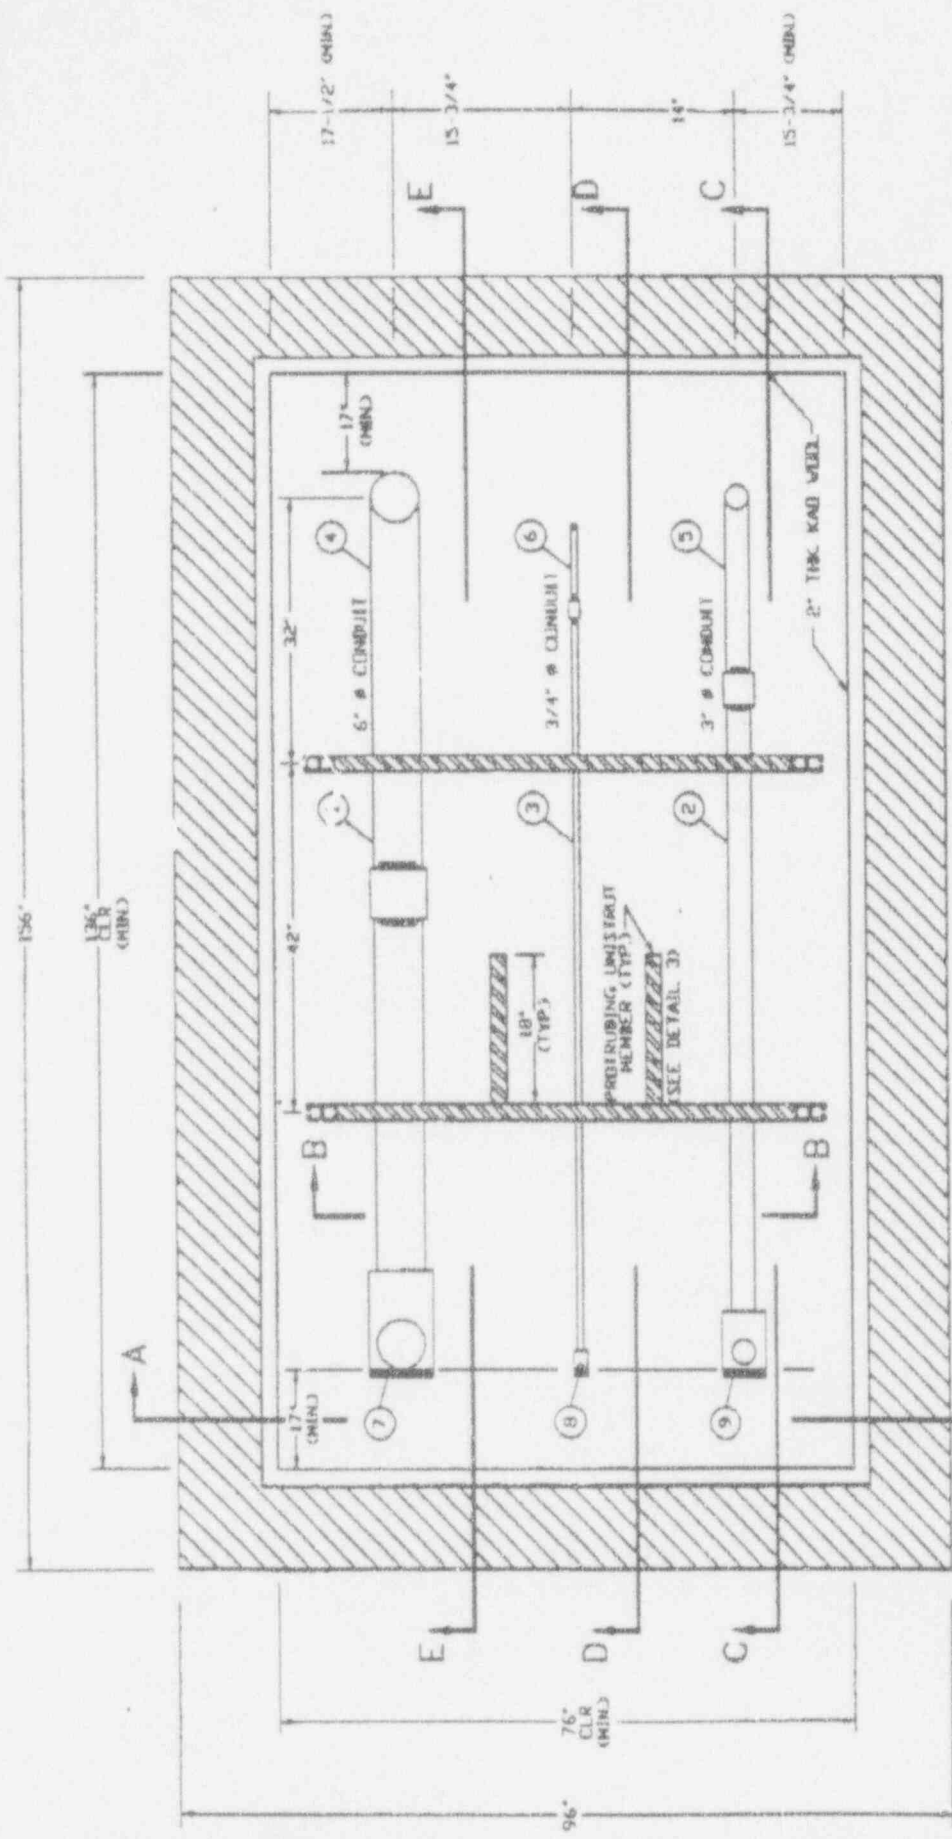 156"
136"
CLR
(MIN.)
A
17"
(MIN.)
42"
32"
17"
(MIN.)
17-1/2" (MIN.)
15-3/4"
14"
15-3/4" (MIN.)
B
7
4
6" ø CONDUIT
E
E
18"
(TYP.)
8
3
6
3/4" ø CONDUIT
D
D
PROTRUDING UNISTRUT
MEMBER (TYP.)
(SEE DETAIL 3)
9
2
5
3" ø CONDUIT
C
C
B
2" THK KAO WOOL
76"
CLR
(MIN.)
96"